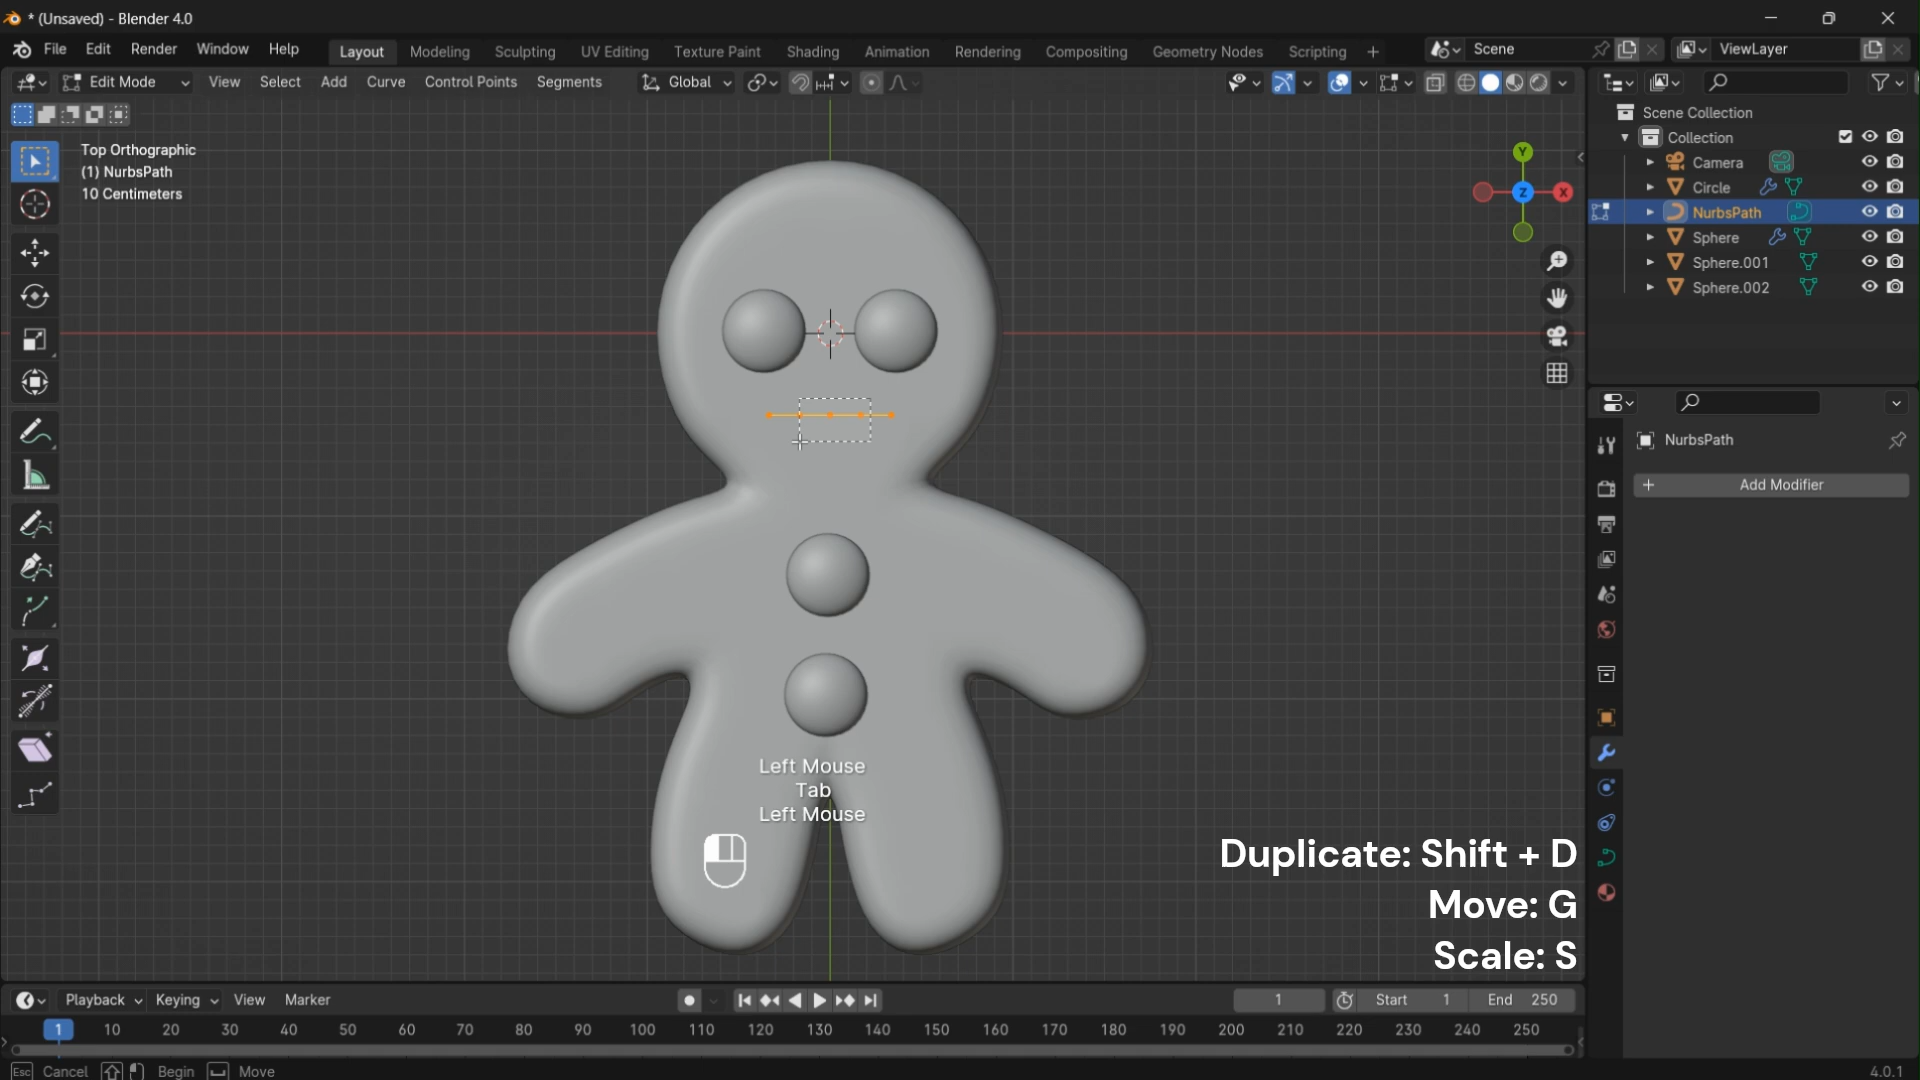 * (Unsaved) - Blender 4.0
File Edit Render Window Help Layout Modeling Sculpting UV Editing Texture Paint Shading Animation Rendering Compositing Geometry Nodes Scripting + Scene ViewLayer
Edit Mode View Select Add Curve Control Points Segments Global
Top Orthographic
(1) NurbsPath
10 Centimeters
Y
X
Z
Scene Collection
Collection
Camera
Circle
NurbsPath
Sphere
Sphere.001
Sphere.002
NurbsPath
+ Add Modifier
Left Mouse
Tab
Left Mouse
Duplicate: Shift + D
Move: G
Scale: S
Playback Keying View Marker 1 Start 1 End 250
1 10 20 30 40 50 60 70 80 90 100 110 120 130 140 150 160 170 180 190 200 210 220 230 240 250
Esc Cancel Begin Move 4.0.1